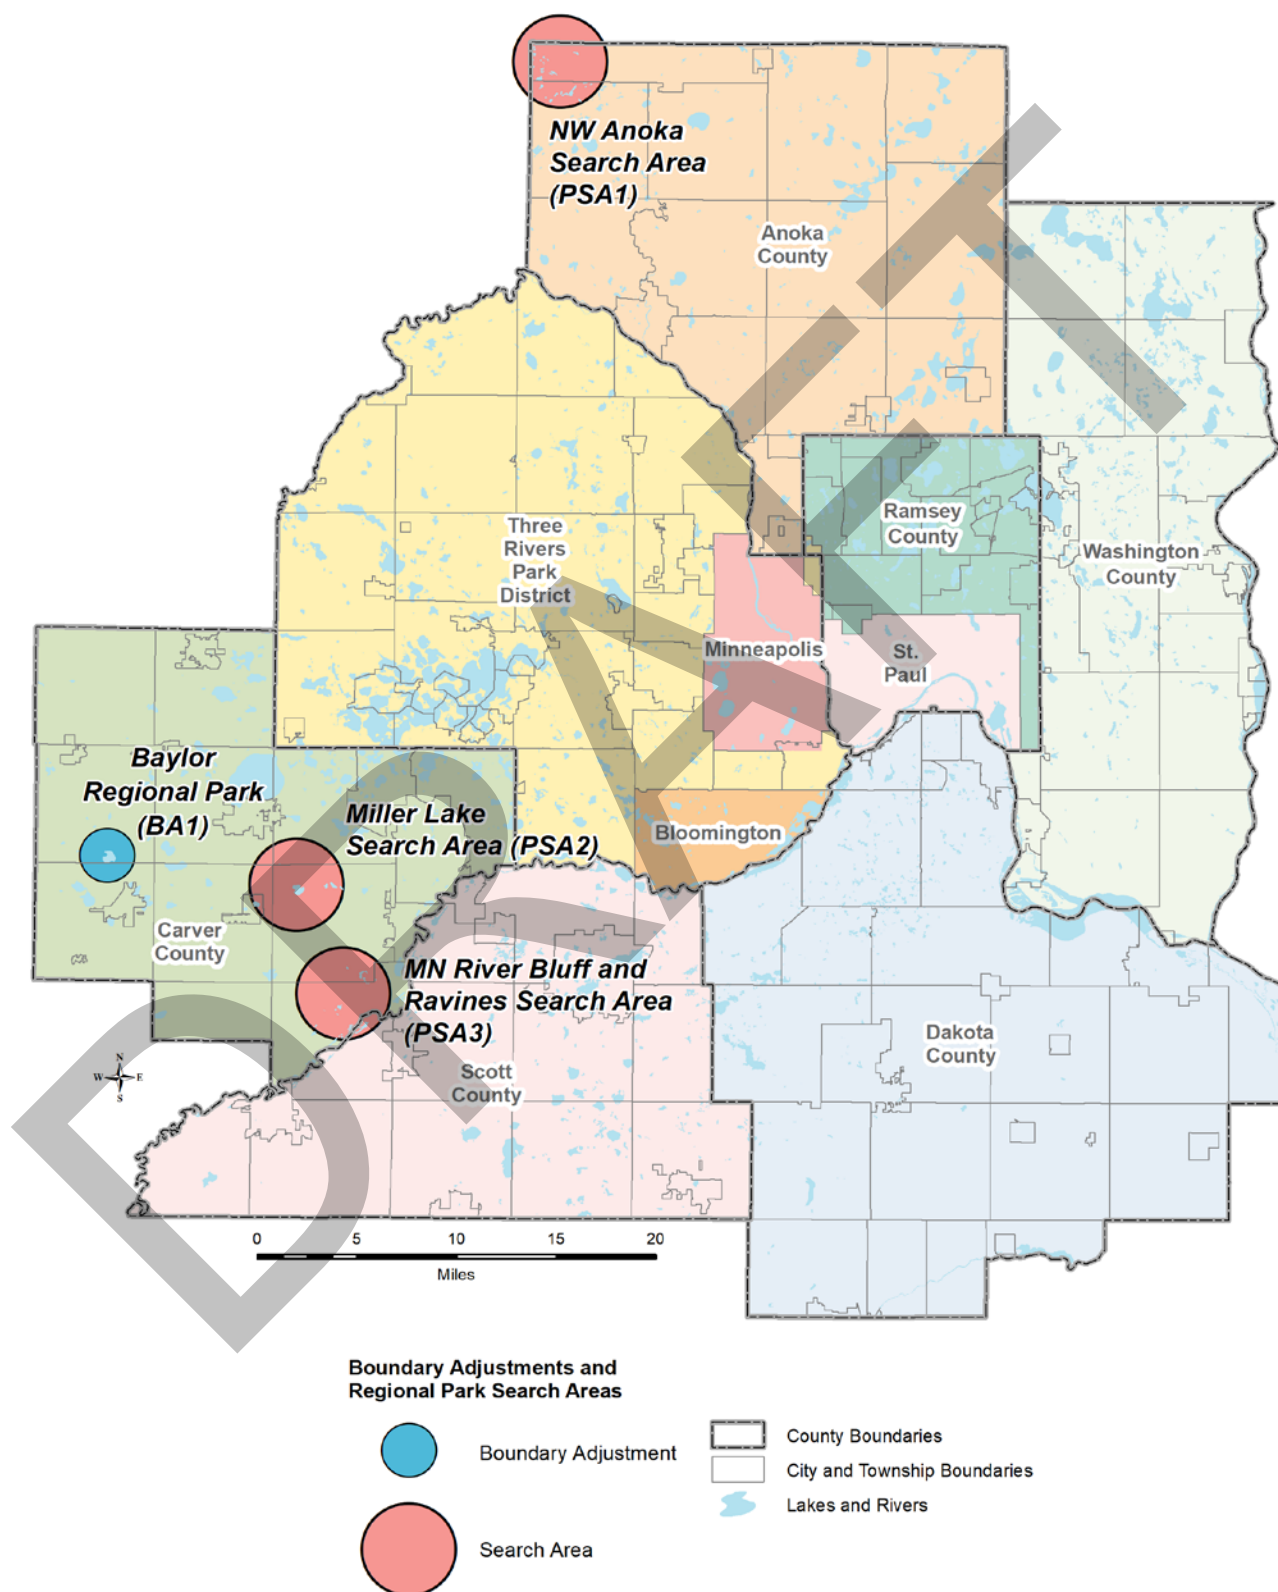 NW Anoka
Search Area
(PSA1)
Anoka
County
Three
Rivers
Park
District
Ramsey
County
Washington
County
Minneapolis
St.
Paul
Baylor
Regional Park
(BA1)
Miller Lake
Search Area (PSA2)
Bloomington
Carver
County
MN River Bluff and
Ravines Search Area
(PSA3)
Scott
County
Dakota
County
N
W E
S
0 5 10 15 20
Miles
DRAFT
Boundary Adjustments and
Regional Park Search Areas
Boundary Adjustment
Search Area
County Boundaries
City and Township Boundaries
Lakes and Rivers